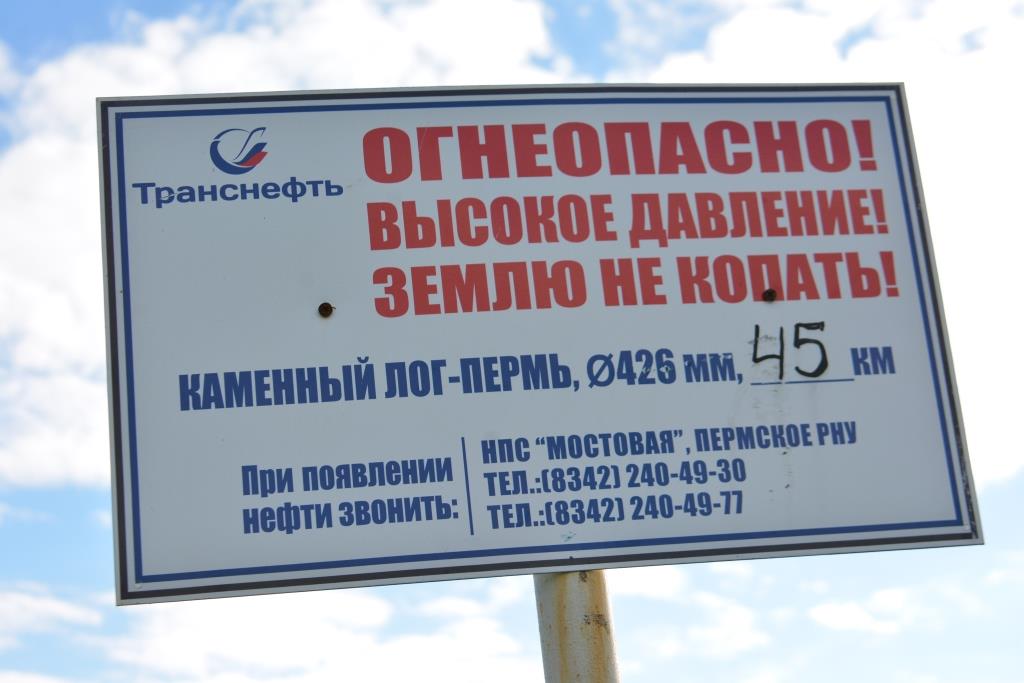 Транснефть
ОГНЕОПАСНО!
ВЫСОКОЕ ДАВЛЕНИЕ!
ЗЕМЛЮ НЕ КОПАТЬ!
КАМЕННЫЙ ЛОГ-ПЕРМЬ, Ø426 мм, 45 КМ
При появлении
нефти звонить:
НПС “МОСТОВАЯ”, ПЕРМСКОЕ РНУ
ТЕЛ.:(8342) 240-49-30
ТЕЛ.:(8342) 240-49-77